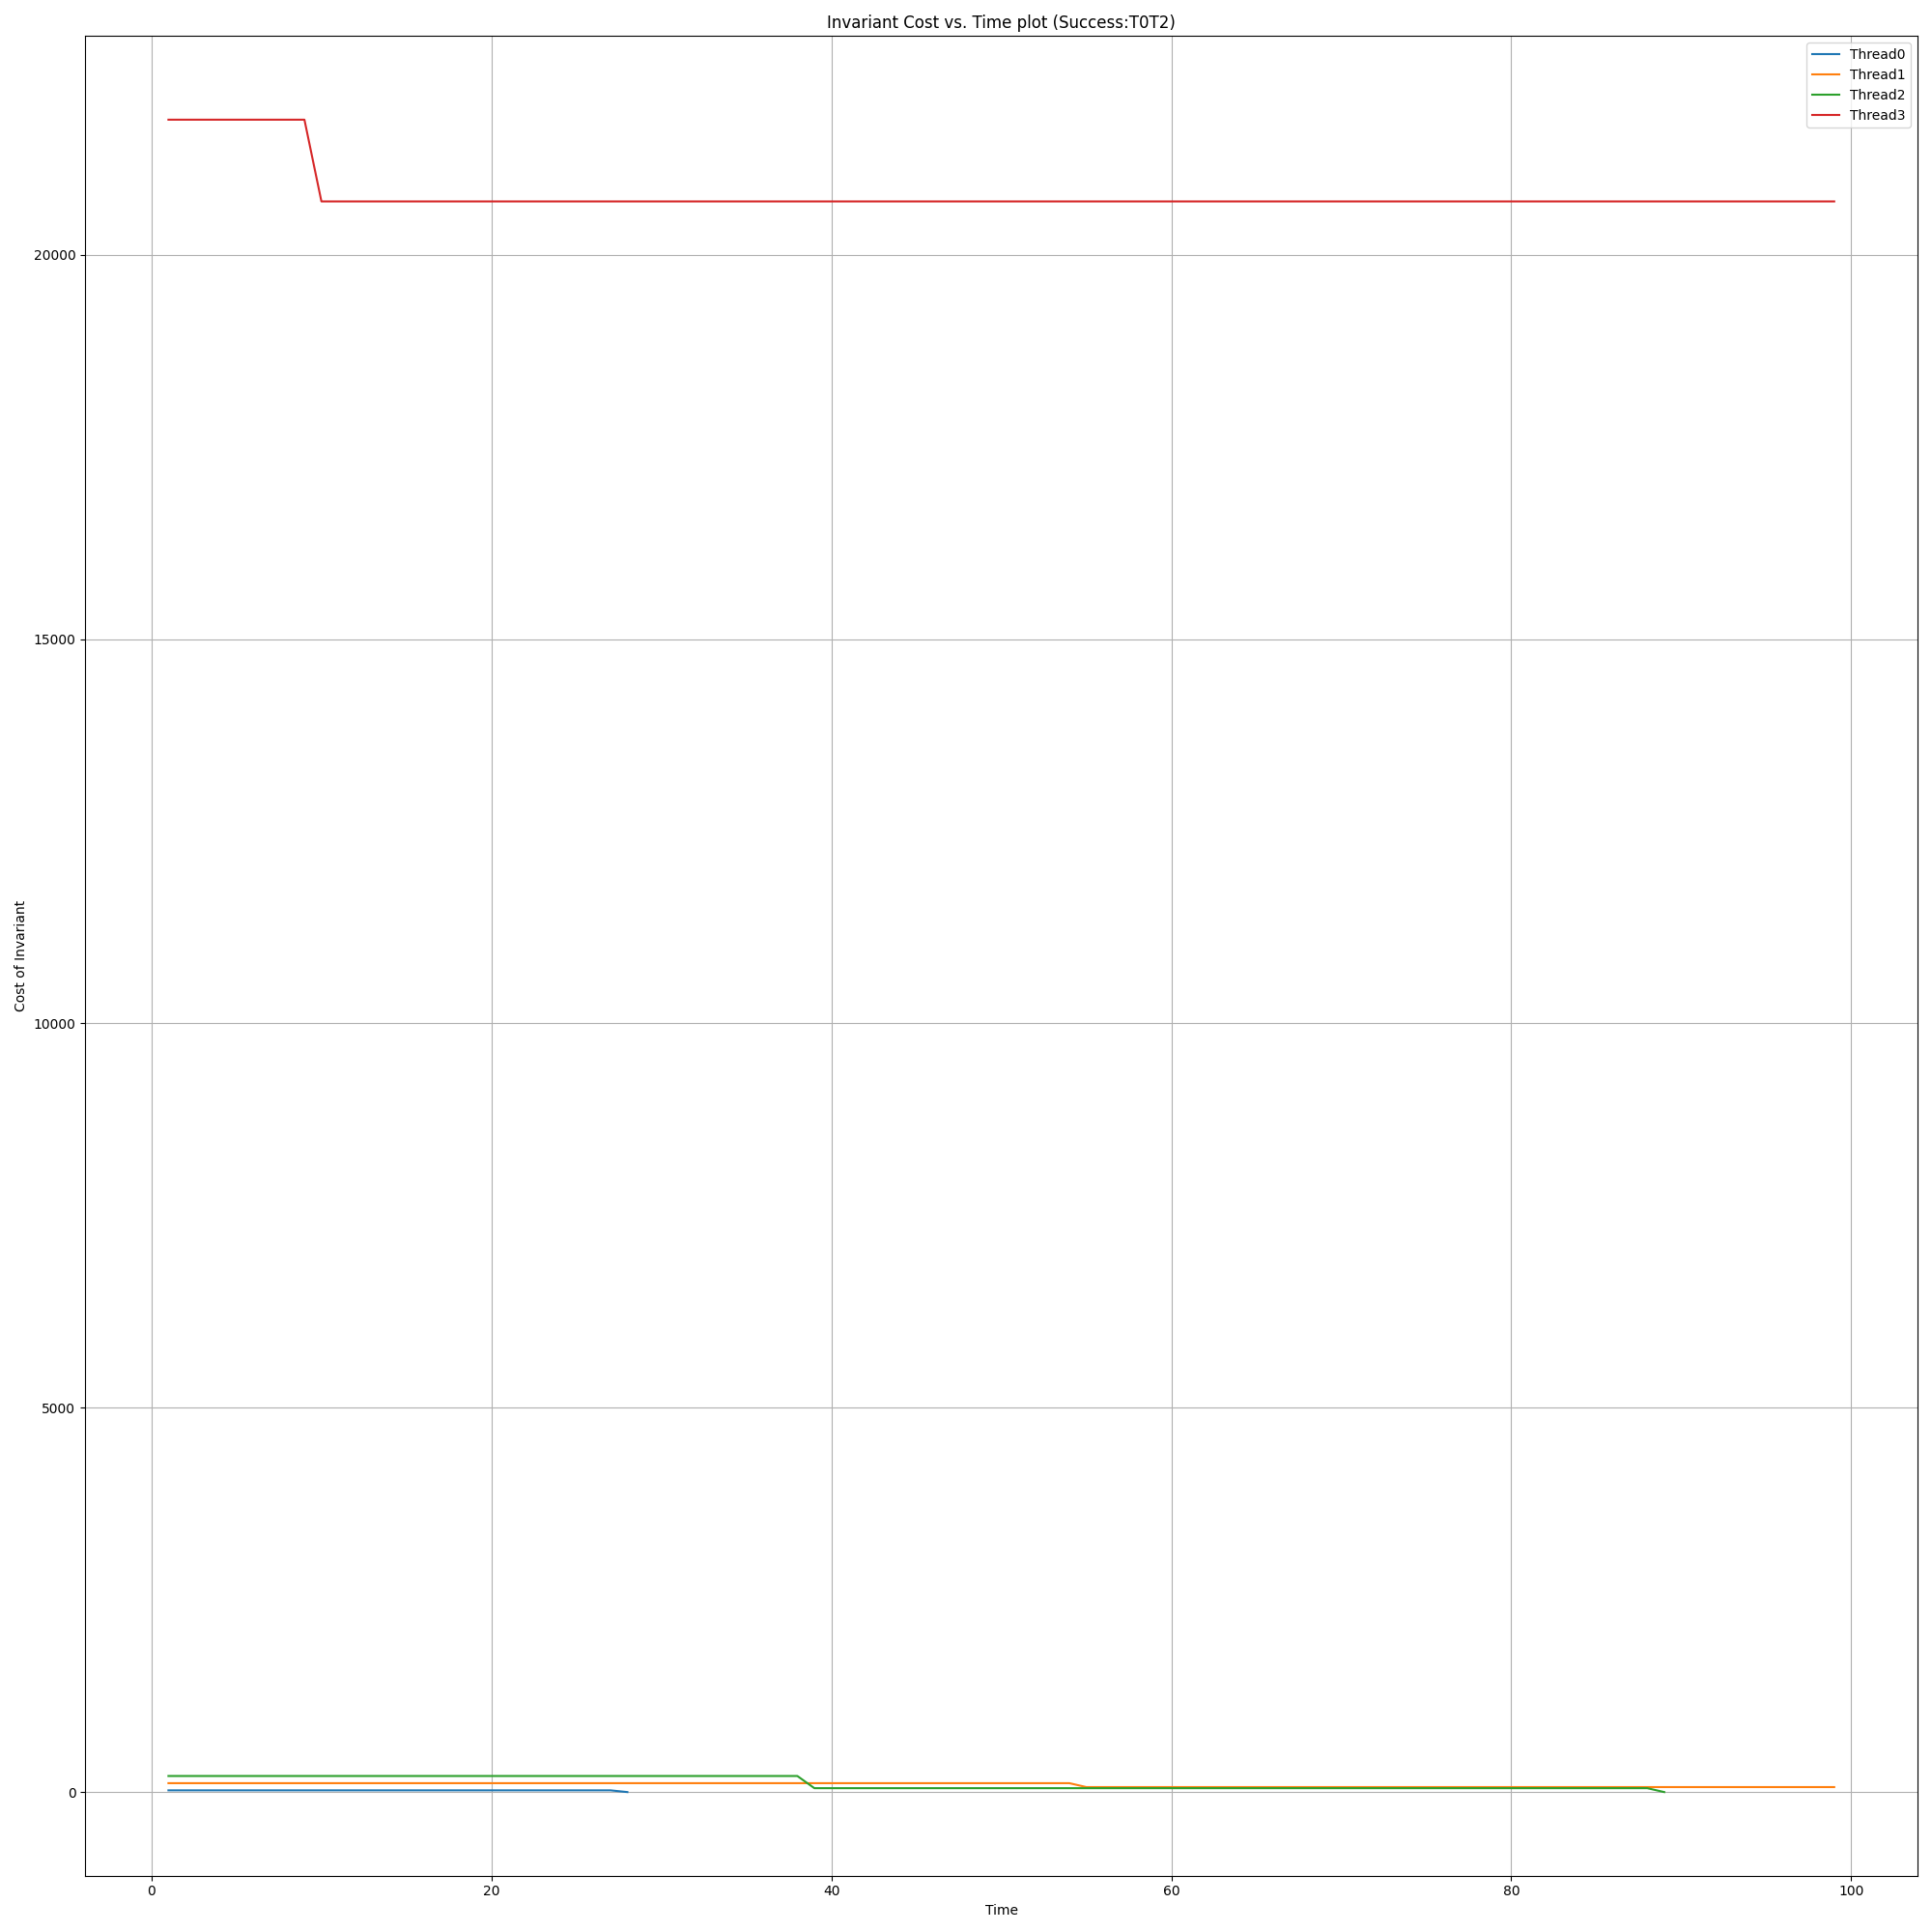 Invariant Cost vs. Time plot (Success:T0T2)
Thread0
Thread1
Thread2
Thread3
Cost of Invariant
20000
15000
10000
5000
0
0 20 40 60 80 100
Time